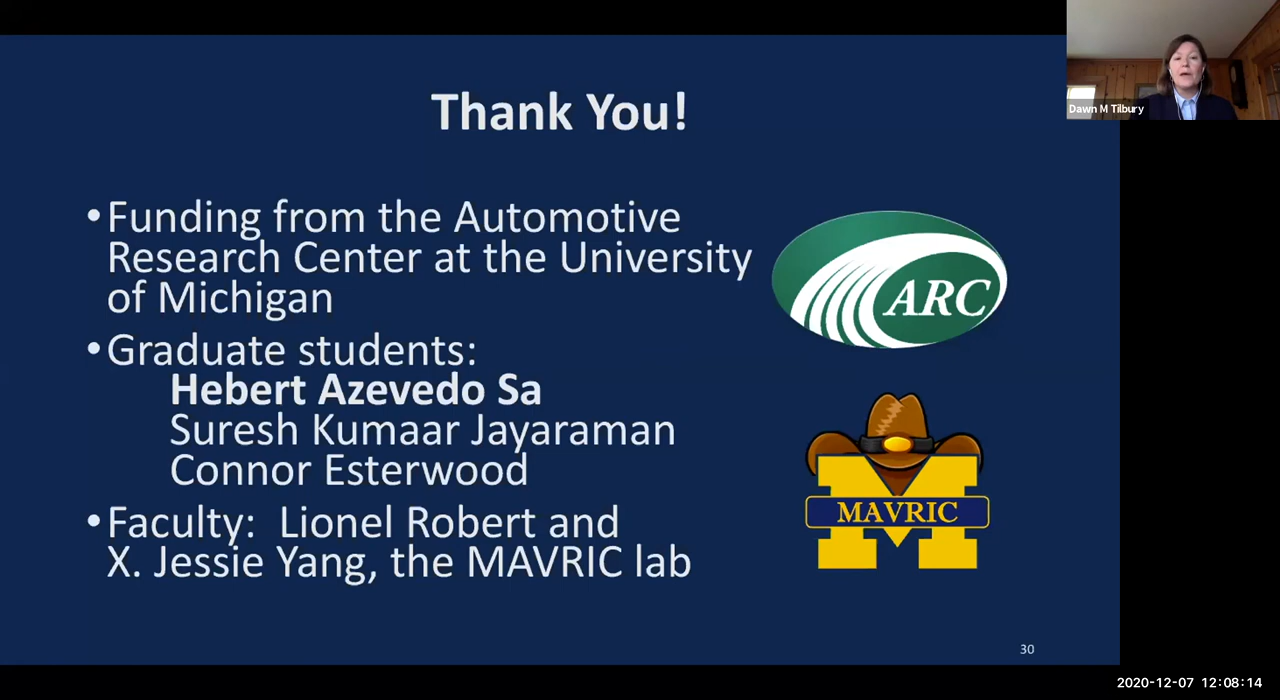 Thank You!
•Funding from the Automotive
Research Center at the University
of Michigan
•Graduate students:
Hebert Azevedo Sa
Suresh Kumaar Jayaraman
Connor Esterwood
•Faculty: Lionel Robert and
X. Jessie Yang, the MAVRIC lab
ARC
MAVRIC
30
Dawn M Tilbury
2020-12-07 12:08:14